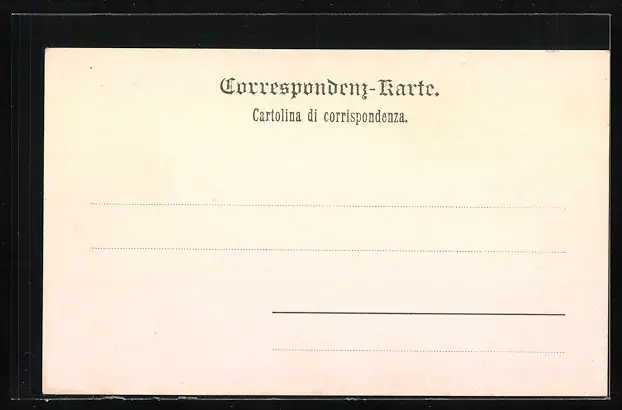 Correspondenz-Karte.
Cartolina di corrispondenza.